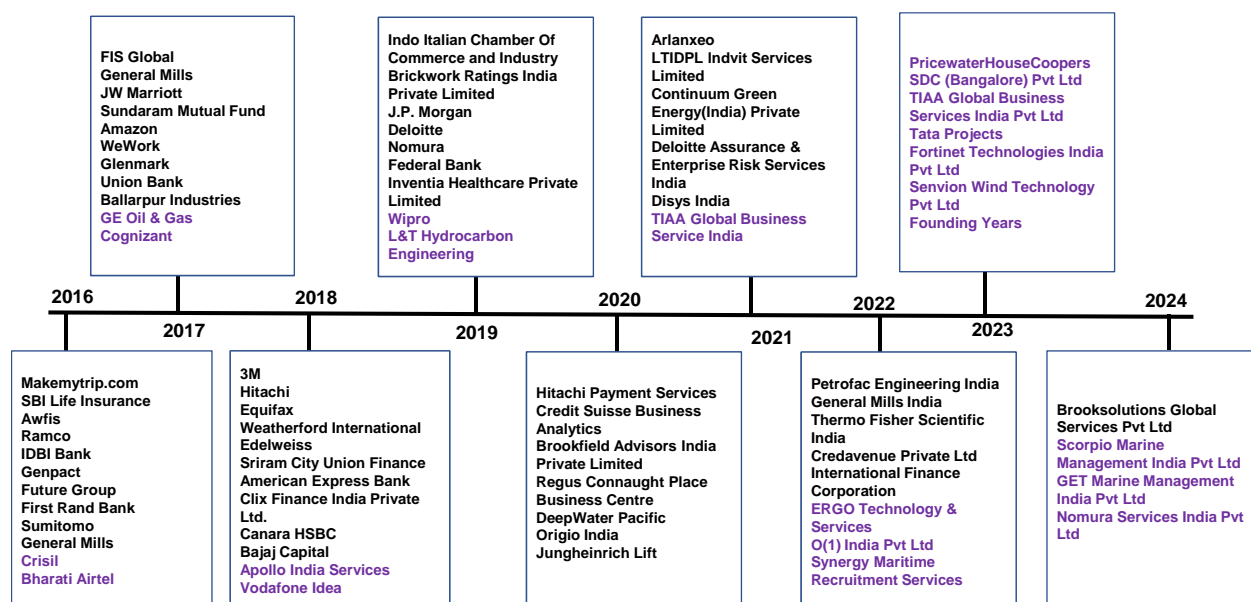 FIS Global
General Mills
JW Marriott
Sundaram Mutual Fund
Amazon
WeWork
Glenmark
Union Bank
Ballarpur Industries
GE Oil & Gas
Cognizant
Indo Italian Chamber Of
Commerce and Industry
Brickwork Ratings India
Private Limited
J.P. Morgan
Deloitte
Nomura
Federal Bank
Inventia Healthcare Private
Limited
Wipro
L&T Hydrocarbon
Engineering
Arlanxeo
LTIDPL Indvit Services
Limited
Continuum Green
Energy(India) Private
Limited
Deloitte Assurance &
Enterprise Risk Services
India
Disys India
TIAA Global Business
Service India
PricewaterHouseCoopers
SDC (Bangalore) Pvt Ltd
TIAA Global Business
Services India Pvt Ltd
Tata Projects
Fortinet Technologies India
Pvt Ltd
Senvion Wind Technology
Pvt Ltd
Founding Years
2016
2018
2020
2022
2024
2017
2019
2021
2023
Makemytrip.com
SBI Life Insurance
Awfis
Ramco
IDBI Bank
Genpact
Future Group
First Rand Bank
Sumitomo
General Mills
Crisil
Bharati Airtel
3M
Hitachi
Equifax
Weatherford International
Edelweiss
Sriram City Union Finance
American Express Bank
Clix Finance India Private
Ltd.
Canara HSBC
Bajaj Capital
Apollo India Services
Vodafone Idea
Hitachi Payment Services
Credit Suisse Business
Analytics
Brookfield Advisors India
Private Limited
Regus Connaught Place
Business Centre
DeepWater Pacific
Origio India
Jungheinrich Lift
Petrofac Engineering India
General Mills India
Thermo Fisher Scientific
India
Credavenue Private Ltd
International Finance
Corporation
ERGO Technology &
Services
O(1) India Pvt Ltd
Synergy Maritime
Recruitment Services
Brooksolutions Global
Services Pvt Ltd
Scorpio Marine
Management India Pvt Ltd
GET Marine Management
India Pvt Ltd
Nomura Services India Pvt
Ltd